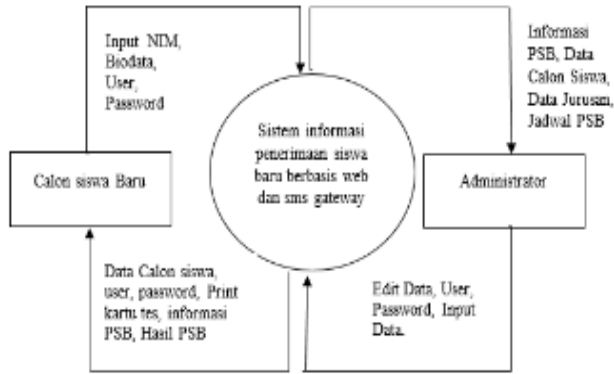 Input NIM,
Biodata,
User,
Password
Informasi
PSB, Data
Calon Siswa,
Data Jurusan,
Jadwal PSB
Sistem informasi
penerimaan siswa
baru berbasis web
dan sms gateway
Calon siswa Baru
Administrator
Data Calon siswa,
user, password, Print
kartu tes, informasi
PSB, Hasil PSB
Edit Data, User,
Password, Input
Data.